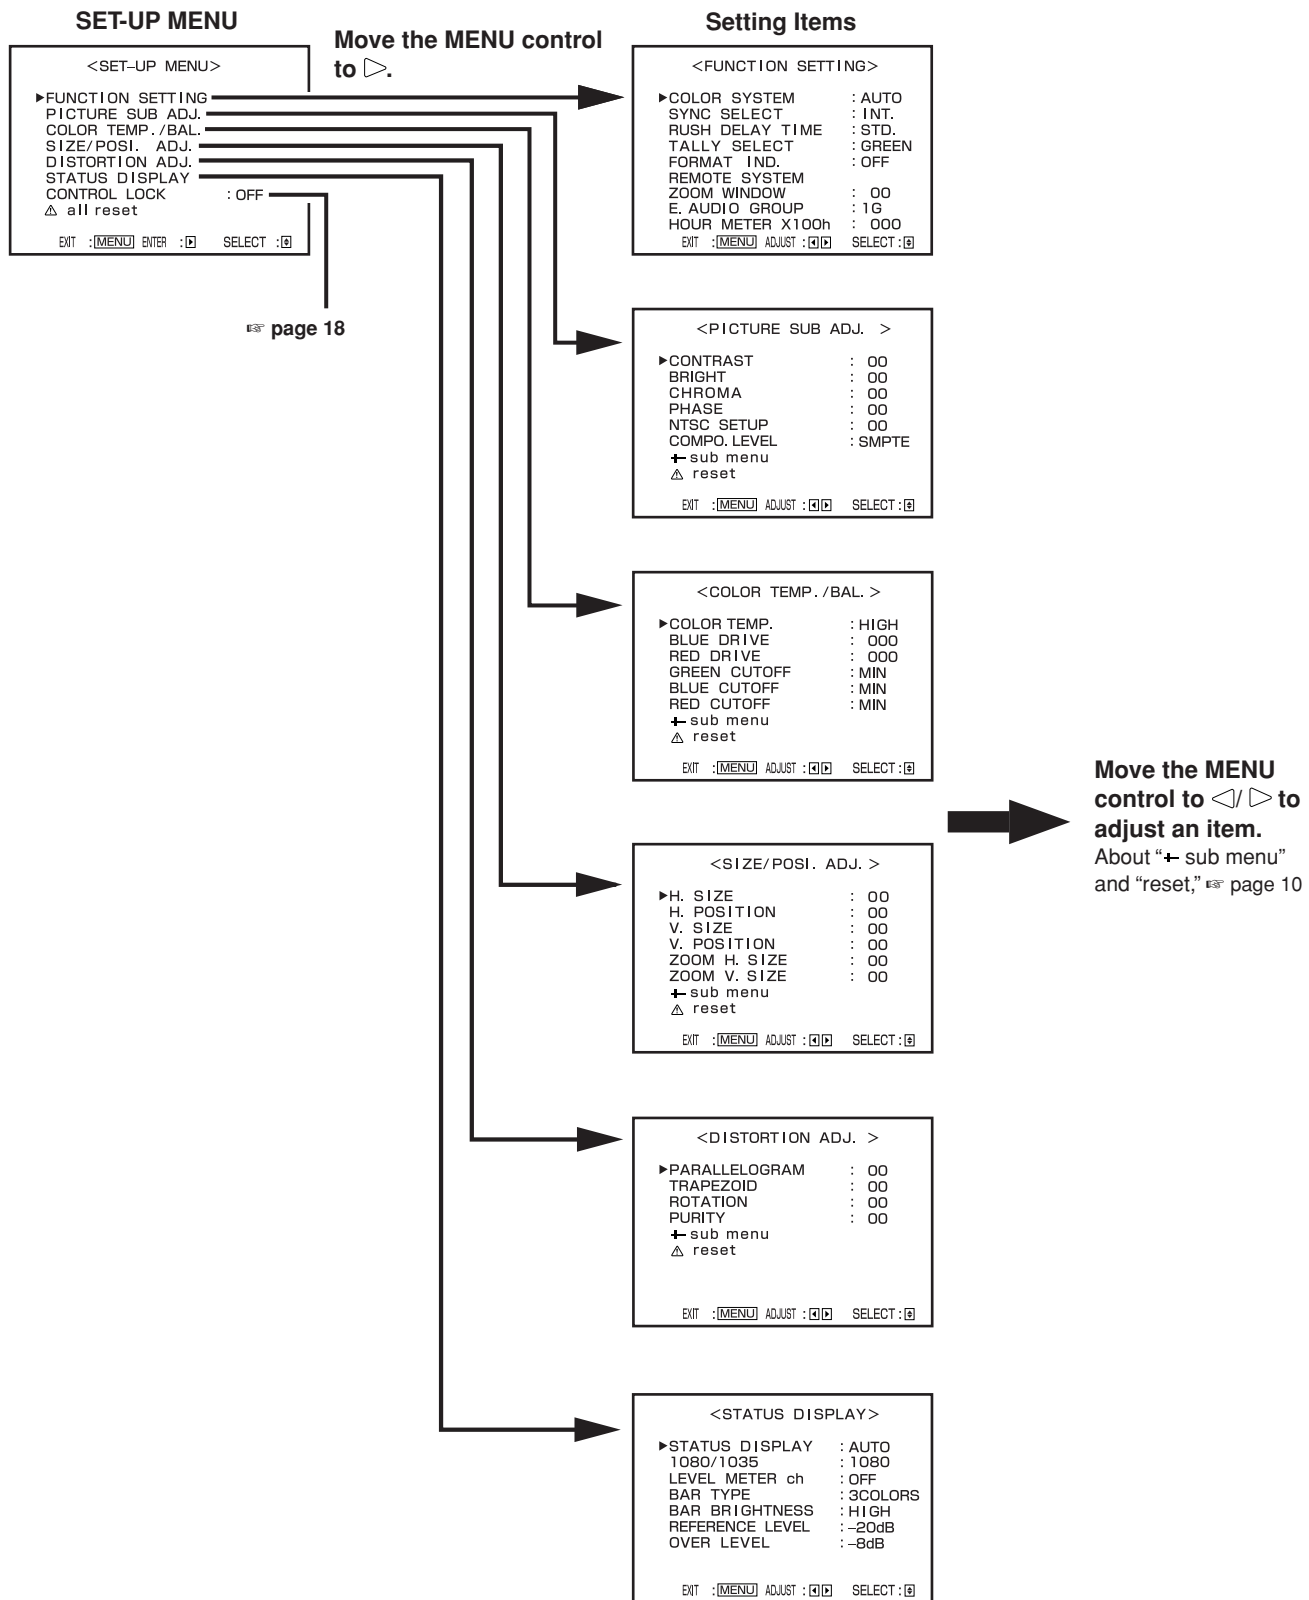 SET-UP MENU
Move the MENU control
to ▷.
Setting Items
<SET–UP MENU>
▶FUNCTION SETTING
PICTURE SUB ADJ.
COLOR TEMP./BAL.
SIZE/POSI. ADJ.
DISTORTION ADJ.
STATUS DISPLAY
CONTROL LOCK : OFF
⚠ all reset
EXIT : MENU ENTER : ▶ SELECT : ♦
☞ page 18
<FUNCTION SETTING>
▶COLOR SYSTEM : AUTO
SYNC SELECT : INT.
RUSH DELAY TIME : STD.
TALLY SELECT : GREEN
FORMAT IND. : OFF
REMOTE SYSTEM
ZOOM WINDOW : 00
E. AUDIO GROUP : 1G
HOUR METER X100h : 000
EXIT : MENU ADJUST : ◀▶ SELECT : ♦
<PICTURE SUB ADJ. >
▶CONTRAST : 00
BRIGHT : 00
CHROMA : 00
PHASE : 00
NTSC SETUP : 00
COMPO. LEVEL : SMPTE
+ sub menu
⚠ reset
EXIT : MENU ADJUST : ◀▶ SELECT : ♦
<COLOR TEMP. /BAL. >
▶COLOR TEMP. : HIGH
BLUE DRIVE : 000
RED DRIVE : 000
GREEN CUTOFF : MIN
BLUE CUTOFF : MIN
RED CUTOFF : MIN
+ sub menu
⚠ reset
EXIT : MENU ADJUST : ◀▶ SELECT : ♦
<SIZE/POSI. ADJ. >
▶H. SIZE : 00
H. POSITION : 00
V. SIZE : 00
V. POSITION : 00
ZOOM H. SIZE : 00
ZOOM V. SIZE : 00
+ sub menu
⚠ reset
EXIT : MENU ADJUST : ◀▶ SELECT : ♦
<DISTORTION ADJ. >
▶PARALLELOGRAM : 00
TRAPEZOID : 00
ROTATION : 00
PURITY : 00
+ sub menu
⚠ reset
EXIT : MENU ADJUST : ◀▶ SELECT : ♦
<STATUS DISPLAY>
▶STATUS DISPLAY : AUTO
1080/1035 : 1080
LEVEL METER ch : OFF
BAR TYPE : 3COLORS
BAR BRIGHTNESS : HIGH
REFERENCE LEVEL : –20dB
OVER LEVEL : –8dB
EXIT : MENU ADJUST : ◀▶ SELECT : ♦
Move the MENU
control to ◁/ ▷ to
adjust an item.
About “+ sub menu”
and “reset,” ☞ page 10